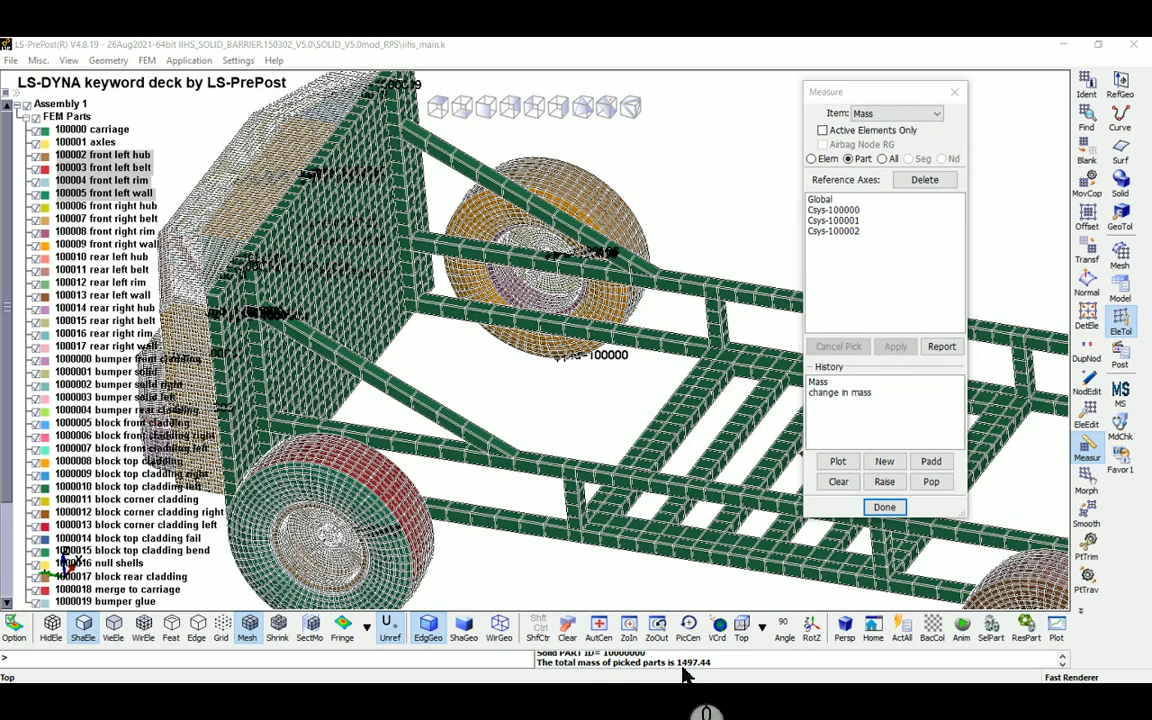 LS-PrePost(R) V4.8.19 - 26Aug2021-64bit IIHS_SOLID_BARRIER.150302_V5.0\SOLID_V5.0mod_RPS\iihs_main.k
File Misc. View Geometry FEM Application Settings Help
LS-DYNA keyword deck by LS-PrePost
Assembly 1
FEM Parts
100000 carriage
100001 axles
100002 front left hub
100003 front left belt
100004 front left rim
100005 front left wall
100006 front right hub
100007 front right belt
100008 front right rim
100009 front right wall
100010 rear left hub
100011 rear left belt
100012 rear left rim
100013 rear left wall
100014 rear right hub
100015 rear right belt
100016 rear right rim
100017 rear right wall
1000000 bumper front cladding
1000001 bumper solid
1000002 bumper solid right
1000003 bumper solid left
1000004 bumper rear cladding
1000005 block front cladding
1000006 block front cladding right
1000007 block front cladding left
1000008 block top cladding
1000009 block top cladding right
1000010 block top cladding left
1000011 block corner cladding
1000012 block corner cladding right
1000013 block corner cladding left
1000014 block top cladding fail
1000015 block top cladding bend
1000016 null shells
1000017 block rear cladding
1000018 merge to carriage
1000019 bumper glue
Measure
Item: Mass
Active Elements Only
Airbag Node RG
Elem Part All Seg Nd
Reference Axes: Delete
Global
Csys-100000
Csys-100001
Csys-100002
Cancel Pick Apply Report
History
Mass
change in mass
Plot New Padd
Clear Raise Pop
Done
Ident RefGeo
Find Curve
Blank Surf
MovCop Solid
Offset GeoTol
Transf Mesh
Normal Model
DetEle EleTol
DupNod Post
NodEdit MS
EleEdit MdChk
Measur Favor1
Morph
Smooth
PtTrim
PtTrav
Option HidEle ShaEle VieEle WirEle Feat Edge Grid Mesh Shrink SectMo Fringe Unref EdgGeo ShaGeo WirGeo Shft Ctrl ShfCtr Clear AutCen ZoIn ZoOut PicCen VCrd Top 90 Angle RotZ Persp Home ActAll BacCol Anim SelPart ResPart Plot
>
Solid PART ID= 10000000
The total mass of picked parts is 1497.44
Top Fast Renderer